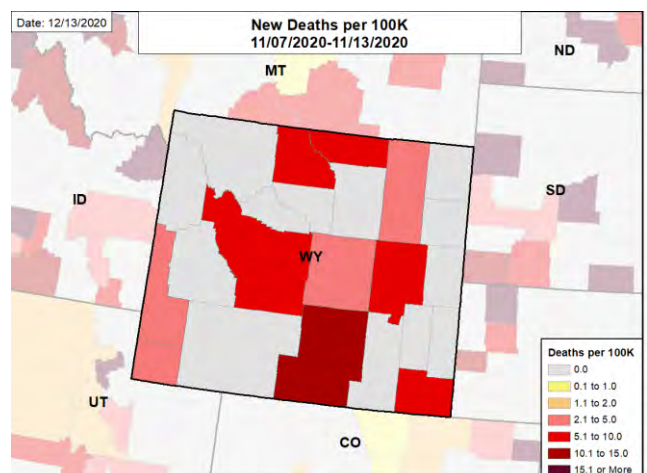 Date: 12/13/2020
New Deaths per 100K
11/07/2020-11/13/2020
ND
MT
ID
SD
WY
UT
CO
Deaths per 100K
0.0
0.1 to 1.0
1.1 to 2.0
2.1 to 5.0
5.1 to 10.0
10.1 to 15.0
15.1 or More